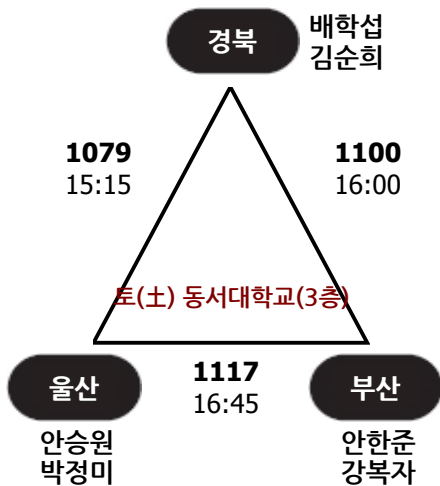 경북
배학섭
김순희
1079
15:15
1100
16:00
토(土) 동서대학교(3층)
울산
1117
16:45
부산
안승원
박정미
안한준
강복자